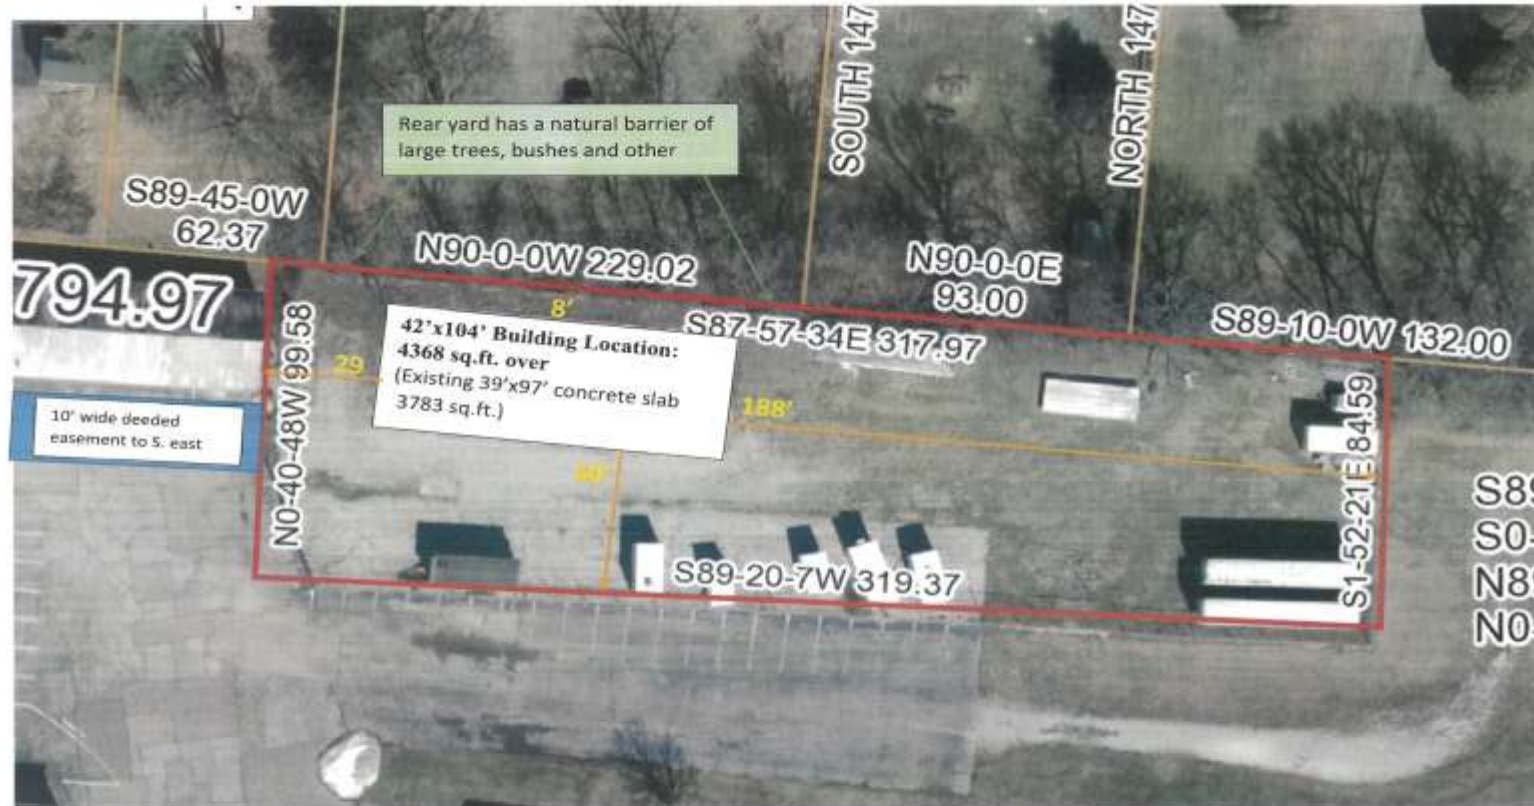 SOUTH 147
NORTH 147
Rear yard has a natural barrier of
large trees, bushes and other
S89-45-0W
62.37
N90-0-0W 229.02
N90-0-0E
93.00
794.97
8'
S87-57-34E 317.97
S89-10-0W 132.00
42'x104' Building Location:
4368 sq.ft. over
(Existing 39'x97' concrete slab
3783 sq.ft.)
29
188'
N0-40-48W 99.58
10' wide deeded
easement to S. east
S1-52-21E 84.59
S89-20-7W 319.37
S89
S0-
N89
N0-